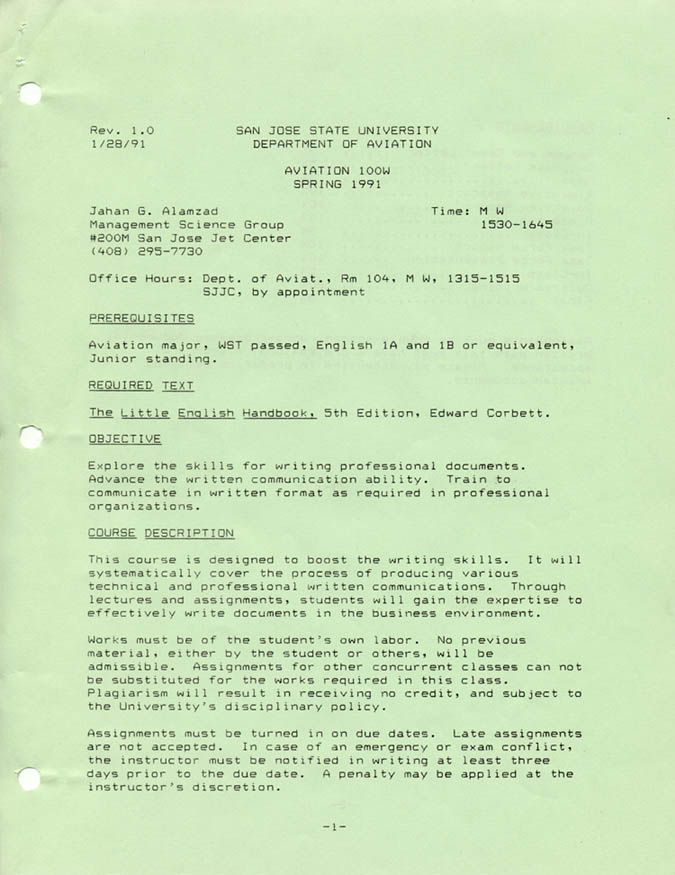 Rev. 1.0 SAN JOSE STATE UNIVERSITY
1/28/91 DEPARTMENT OF AVIATION
AVIATION 100W
SPRING 1991
Jahan G. Alamzad Time: M W
Management Science Group 1530-1645
#200M San Jose Jet Center
(408) 295-7730
Office Hours: Dept. of Aviat., Rm 104, M W, 1315-1515
SJJC, by appointment
PREREQUISITES
Aviation major, WST passed, English 1A and 1B or equivalent,
Junior standing.
REQUIRED TEXT
The Little English Handbook, 5th Edition, Edward Corbett.
OBJECTIVE
Explore the skills for writing professional documents.
Advance the written communication ability. Train to
communicate in written format as required in professional
organizations.
COURSE DESCRIPTION
This course is designed to boost the writing skills. It will
systematically cover the process of producing various
technical and professional written communications. Through
lectures and assignments, students will gain the expertise to
effectively write documents in the business environment.
Works must be of the student's own labor. No previous
material, either by the student or others, will be
admissible. Assignments for other concurrent classes can not
be substituted for the works required in this class.
Plagiarism will result in receiving no credit, and subject to
the University's disciplinary policy.
Assignments must be turned in on due dates. Late assignments
are not accepted. In case of an emergency or exam conflict,
the instructor must be notified in writing at least three
days prior to the due date. A penalty may be applied at the
instructor's discretion.
-1-